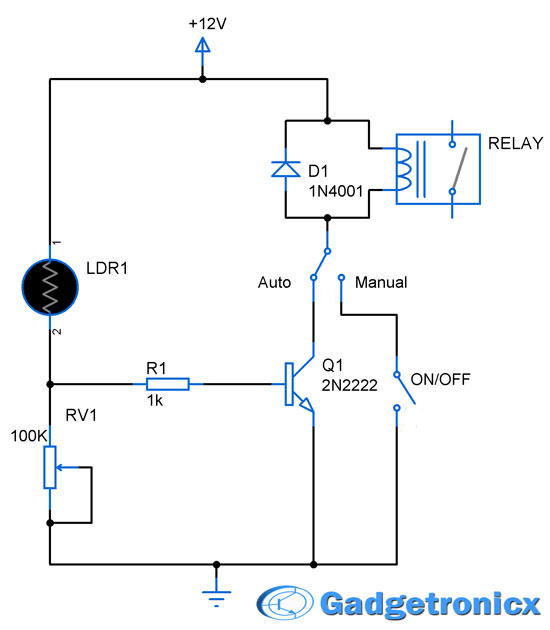 +12V
RELAY
D1
1N4001
1
LDR1
2
Auto
Manual
R1
1k
Q1
2N2222
ON/OFF
RV1
100K
Gadgetronicx